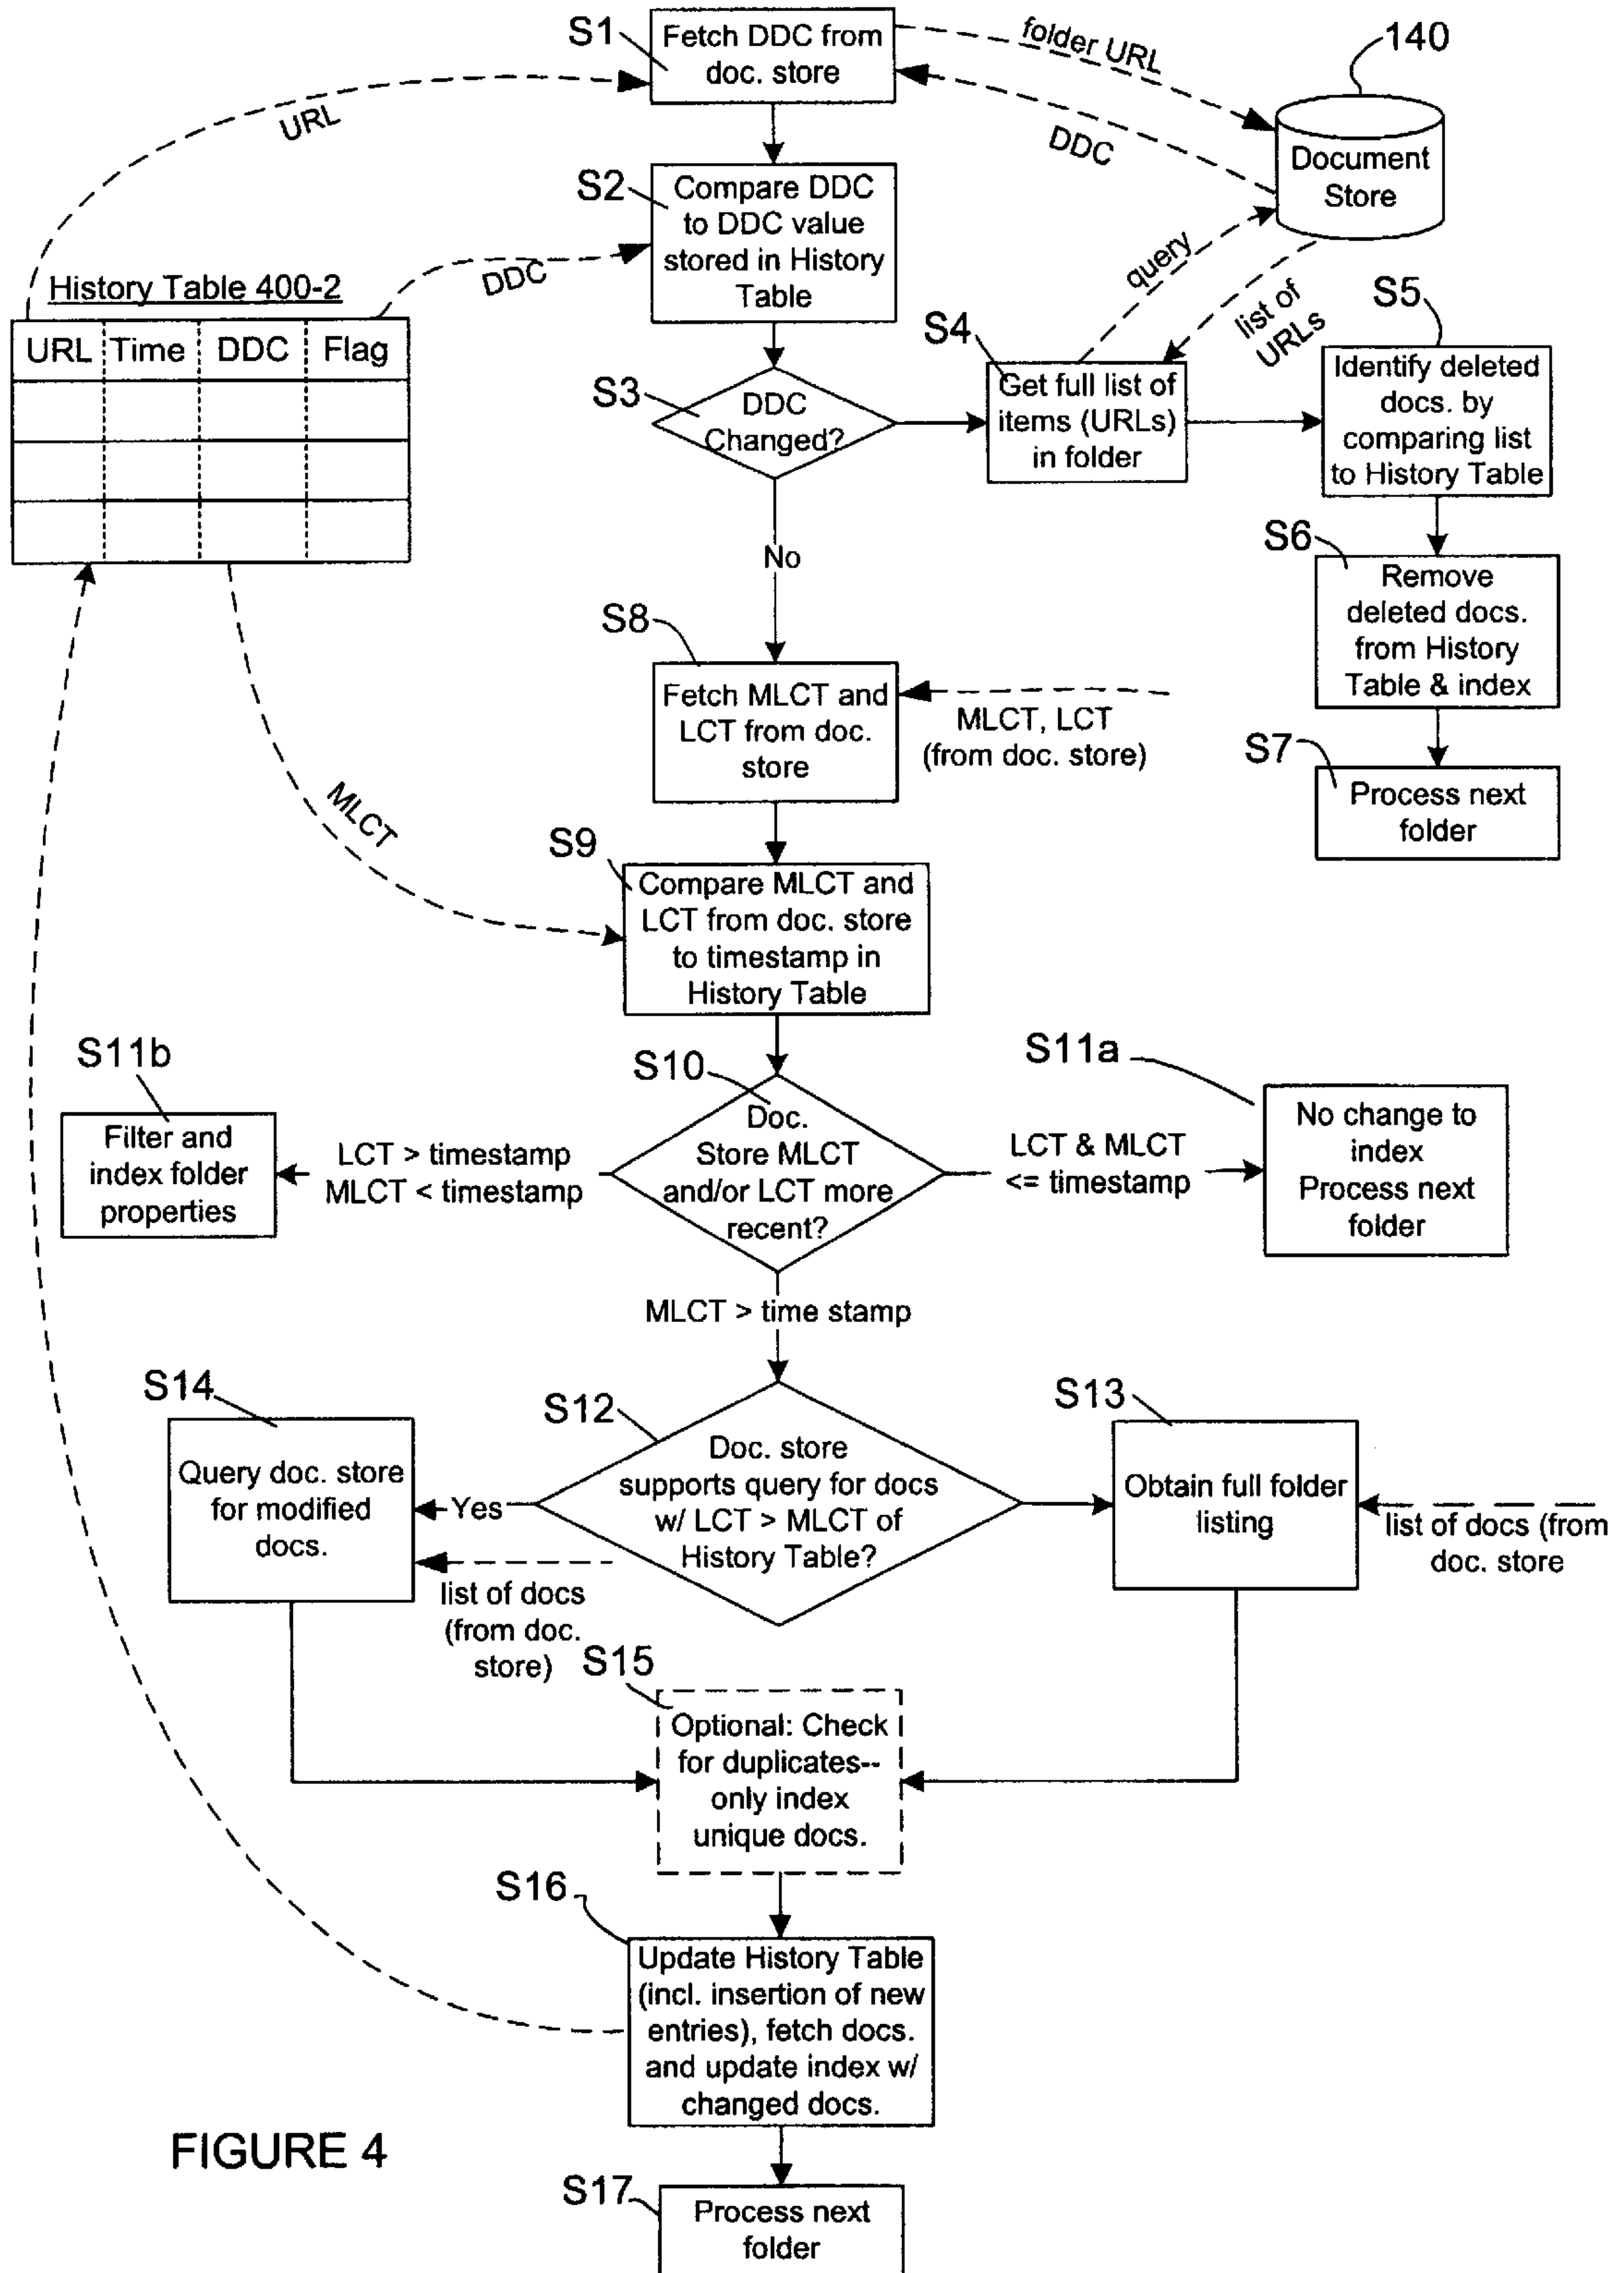 S1
Fetch DDC from
doc. store
folder URL
140
URL
DDC
Document
Store
S2
Compare DDC
to DDC value
stored in History
Table
DDC
query
list of
URLs
History Table 400-2
URL Time DDC Flag
S3
DDC
Changed?
S4
Get full list of
items (URLs)
in folder
S5
Identify deleted
docs. by
comparing list
to History Table
No
S6
Remove
deleted docs.
from History
Table & index
S7
Process next
folder
S8
Fetch MLCT and
LCT from doc.
store
MLCT, LCT
(from doc. store)
MLCT
S9
Compare MLCT and
LCT from doc. store
to timestamp in
History Table
S10
Doc.
Store MLCT
and/or LCT more
recent?
S11b
Filter and
index folder
properties
LCT > timestamp
MLCT < timestamp
S11a
LCT & MLCT
<= timestamp
No change to
index
Process next
folder
MLCT > time stamp
S12
Doc. store
supports query for docs
w/ LCT > MLCT of
History Table?
S14
Query doc. store
for modified
docs.
Yes
list of docs
(from doc.
store)
S13
Obtain full folder
listing
list of docs (from
doc. store
S15
Optional: Check
for duplicates--
only index
unique docs.
S16
Update History Table
(incl. insertion of new
entries), fetch docs.
and update index w/
changed docs.
S17
Process next
folder
FIGURE 4